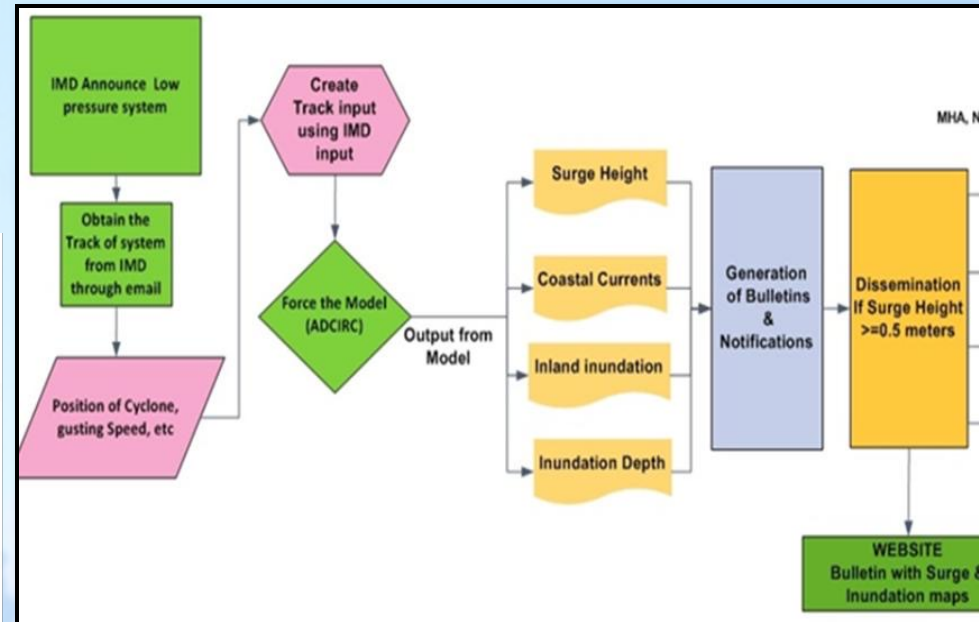 IMD Announce Low
pressure system
Obtain the
Track of system
from IMD
through email
Position of Cyclone,
gusting Speed, etc
Create
Track input
using IMD
input
Force the Model
(ADCIRC)
Output from
Model
Surge Height
Coastal Currents
Inland inundation
Inundation Depth
Generation
of Bulletins
&
Notifications
MHA, N
Dissemination
If Surge Height
>=0.5 meters
WEBSITE
Bulletin with Surge &
Inundation maps